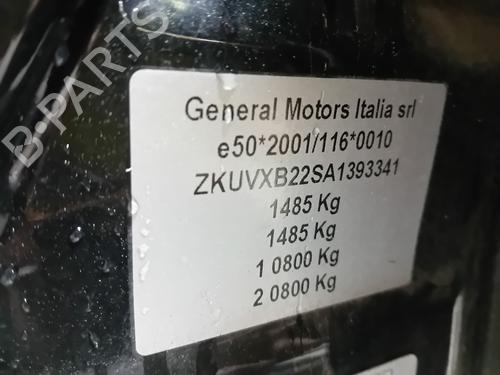 B-PARTS
General Motors Italia srl
e50*2001/116*0010
ZKUVXB22SA1393341
1485 Kg
1485 Kg
1 0800 Kg
2 0800 Kg